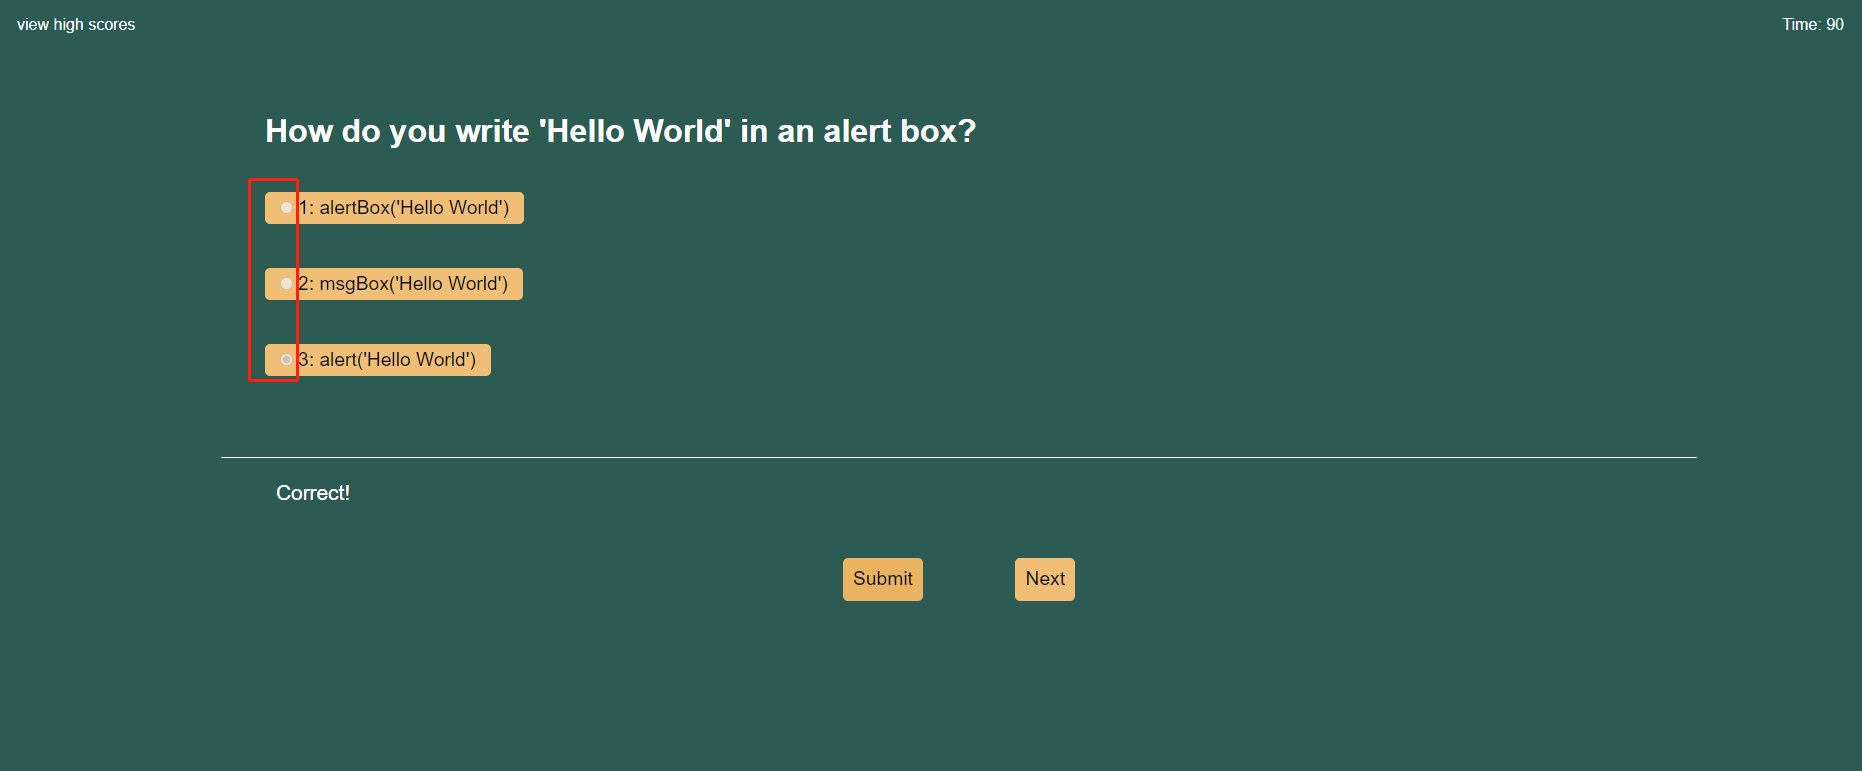 view high scores
Time: 90
How do you write 'Hello World' in an alert box?
1: alertBox('Hello World')
2: msgBox('Hello World')
3: alert('Hello World')
Correct!
Submit
Next